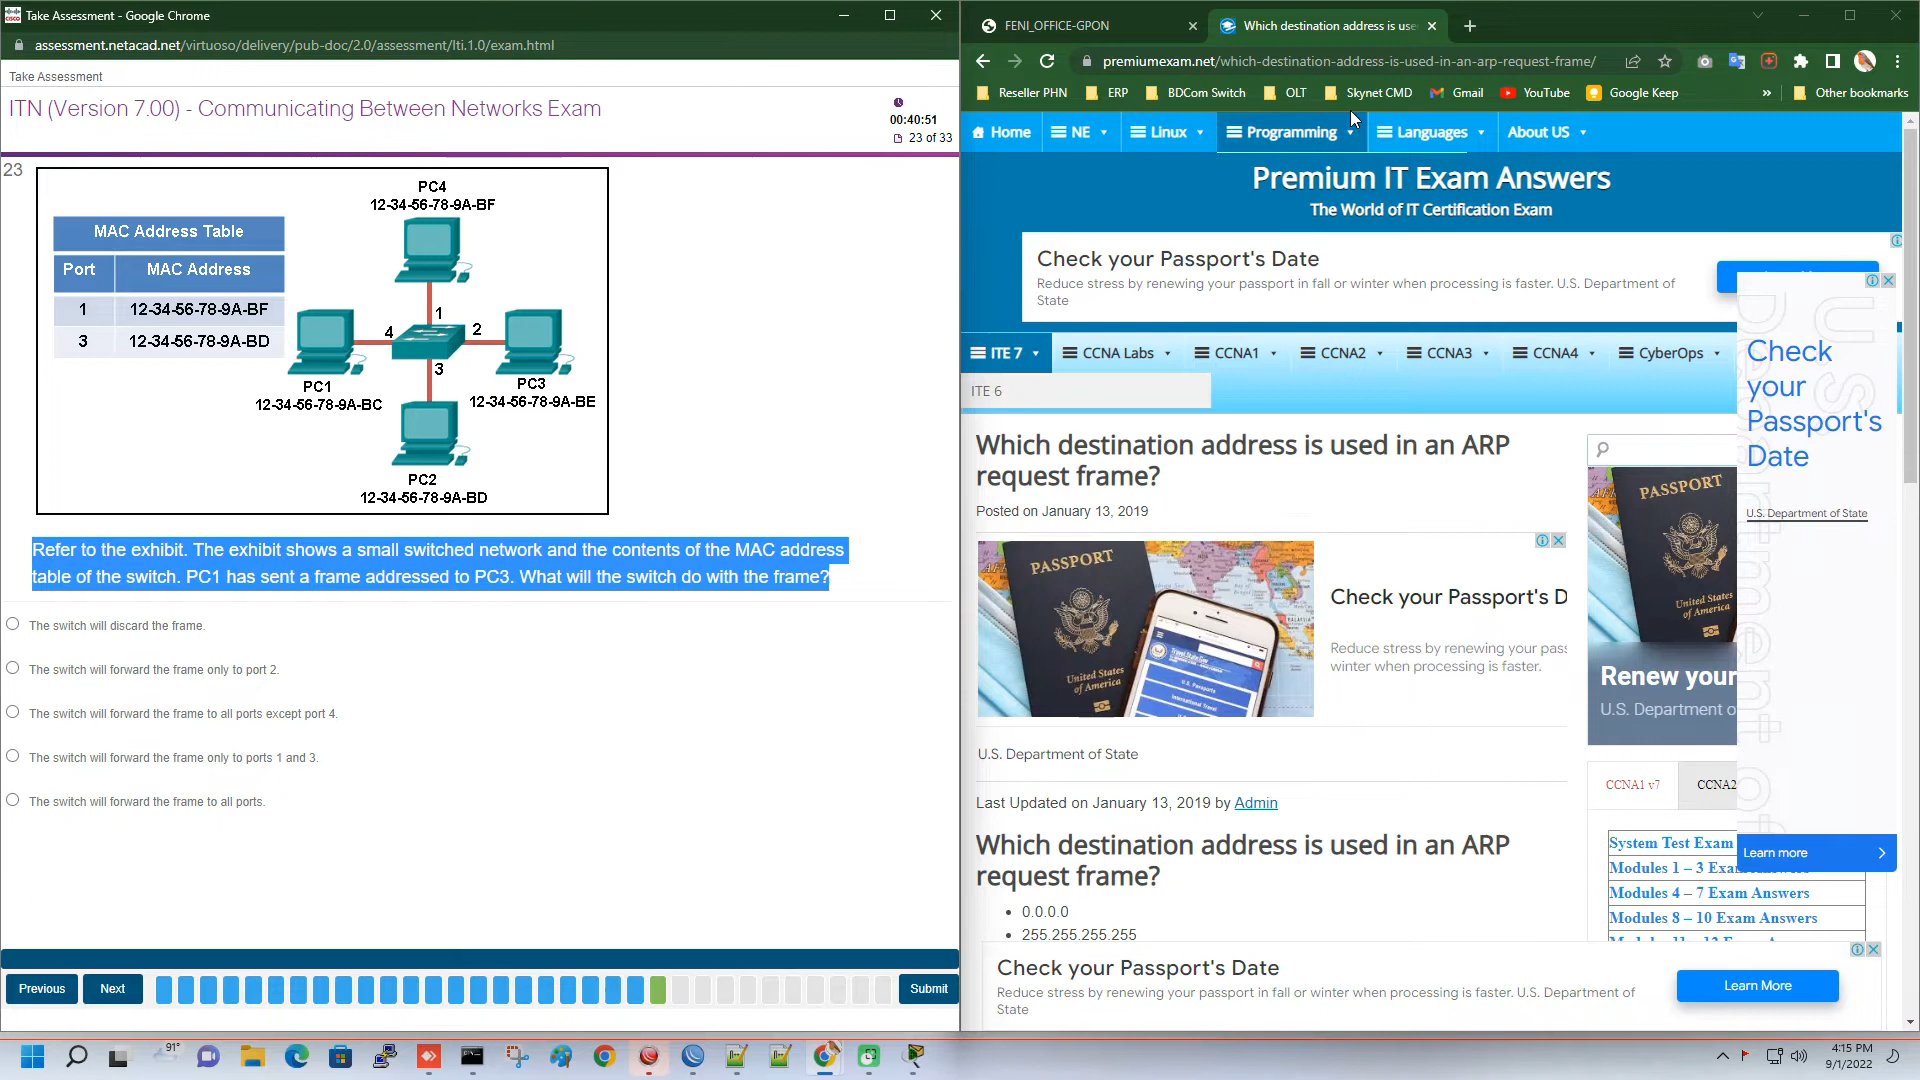 Take Assessment - Google Chrome
assessment.netacad.net/virtuoso/delivery/pub-doc/2.0/assessment/lti.1.0/exam.html
Take Assessment
ITN (Version 7.00) - Communicating Between Networks Exam
00:40:51
23 of 33
23
MAC Address Table
Port MAC Address
1 12-34-56-78-9A-BF
3 12-34-56-78-9A-BD
PC4
12-34-56-78-9A-BF
1
4
2
3
PC1
12-34-56-78-9A-BC
PC3
12-34-56-78-9A-BE
PC2
12-34-56-78-9A-BD
Refer to the exhibit. The exhibit shows a small switched network and the contents of the MAC address
table of the switch. PC1 has sent a frame addressed to PC3. What will the switch do with the frame?
The switch will discard the frame.
The switch will forward the frame only to port 2.
The switch will forward the frame to all ports except port 4.
The switch will forward the frame only to ports 1 and 3.
The switch will forward the frame to all ports.
Previous
Next
Submit
FENI_OFFICE-GPON
Which destination address is use
premiumexam.net/which-destination-address-is-used-in-an-arp-request-frame/
Reseller PHN
ERP
BDCom Switch
OLT
Skynet CMD
Gmail
YouTube
Google Keep
»
Other bookmarks
Home
NE
Linux
Programming
Languages
About US
Premium IT Exam Answers
The World of IT Certification Exam
Check your Passport's Date
Reduce stress by renewing your passport in fall or winter when processing is faster. U.S. Department of
State
ITE 7
CCNA Labs
CCNA1
CCNA2
CCNA3
CCNA4
CyberOps
ITE 6
Which destination address is used in an ARP
request frame?
Posted on January 13, 2019
PASSPORT
United States
of America
Check your Passport's D
Reduce stress by renewing your pass
winter when processing is faster.
U.S. Department of State
Last Updated on January 13, 2019 by Admin
Which destination address is used in an ARP
request frame?
• 0.0.0.0
• 255.255.255.255
PASSPORT
United States
of America
Renew your
U.S. Department o
CCNA1 v7
CCNA2
System Test Exam
Modules 1 – 3 Exam Answers
Modules 4 – 7 Exam Answers
Modules 8 – 10 Exam Answers
Check
your
Passport's
Date
U.S. Department of State
Learn more
Check your Passport's Date
Reduce stress by renewing your passport in fall or winter when processing is faster. U.S. Department of
State
Learn More
91°
4:15 PM
9/1/2022